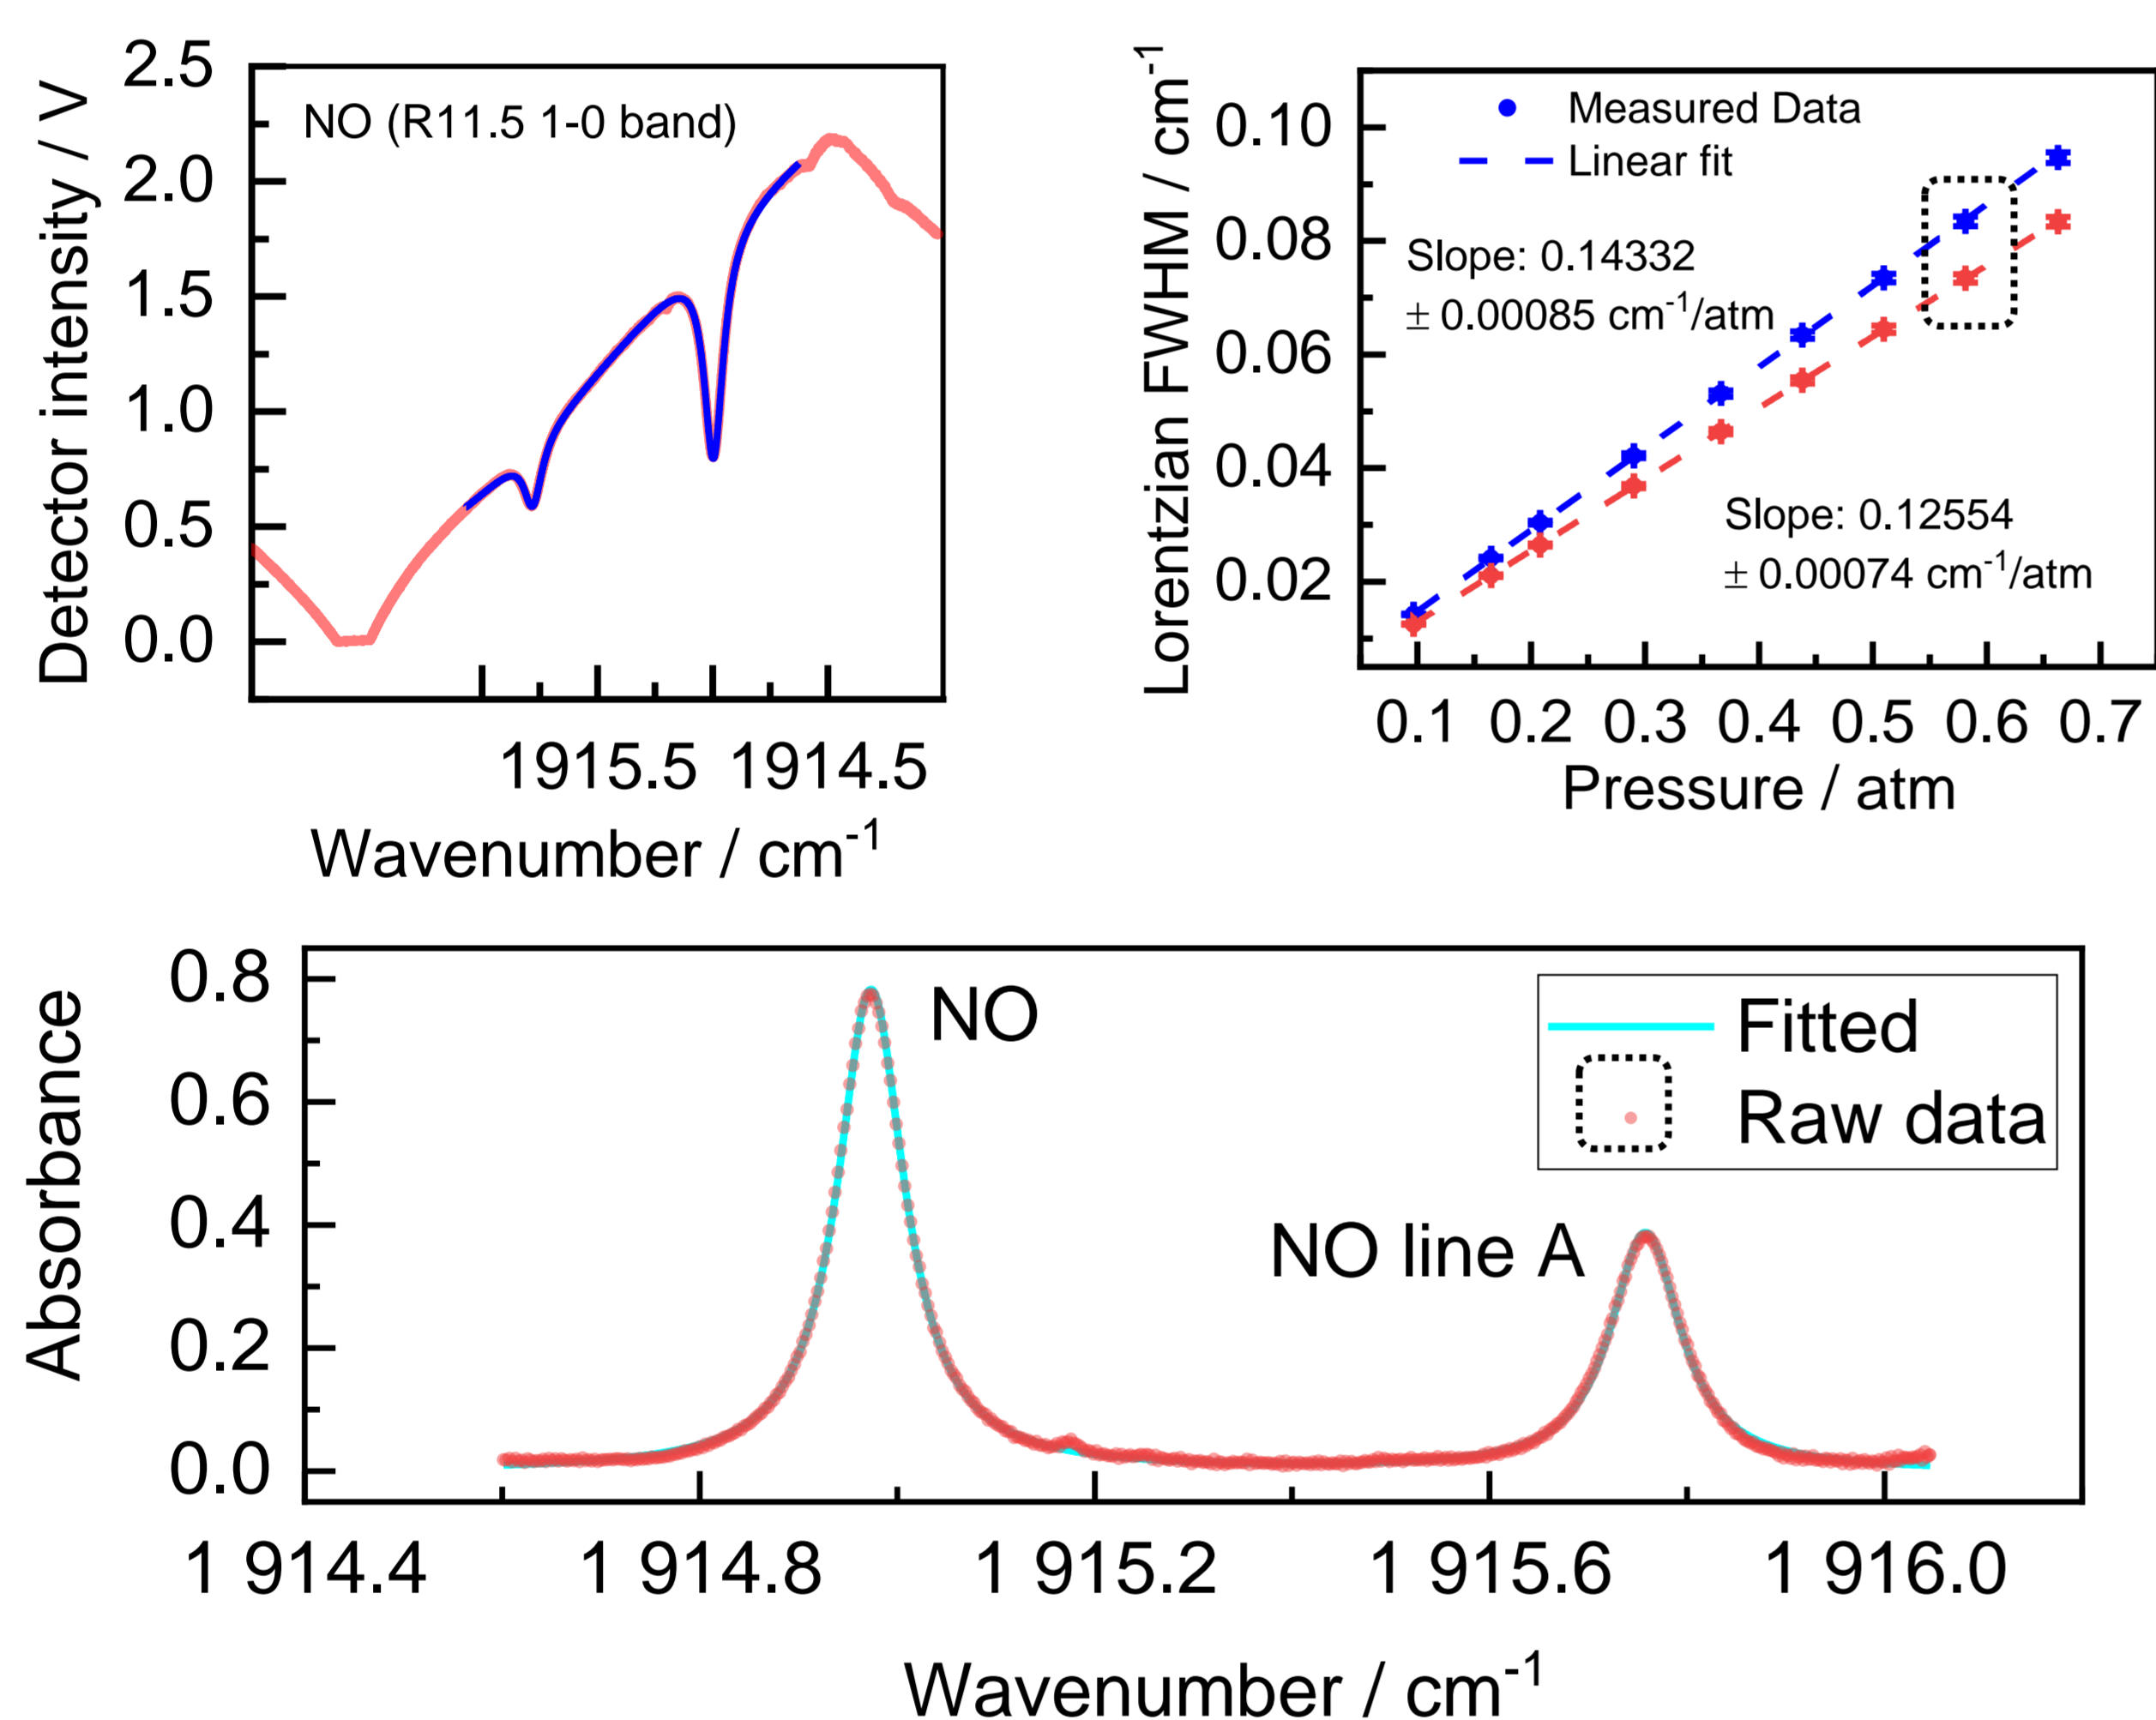 Detector intensity / V
2.5
2.0
1.5
1.0
0.5
0.0
NO (R11.5 1-0 band)
1915.5 1914.5
Wavenumber / cm⁻¹
Lorentzian FWHM / cm⁻¹
0.10
0.08
0.06
0.04
0.02
Measured Data
Linear fit
Slope: 0.14332
± 0.00085 cm⁻¹/atm
Slope: 0.12554
± 0.00074 cm⁻¹/atm
0.1 0.2 0.3 0.4 0.5 0.6 0.7
Pressure / atm
Absorbance
0.8
0.6
0.4
0.2
0.0
NO
NO line A
Fitted
Raw data
1 914.4 1 914.8 1 915.2 1 915.6 1 916.0
Wavenumber / cm⁻¹